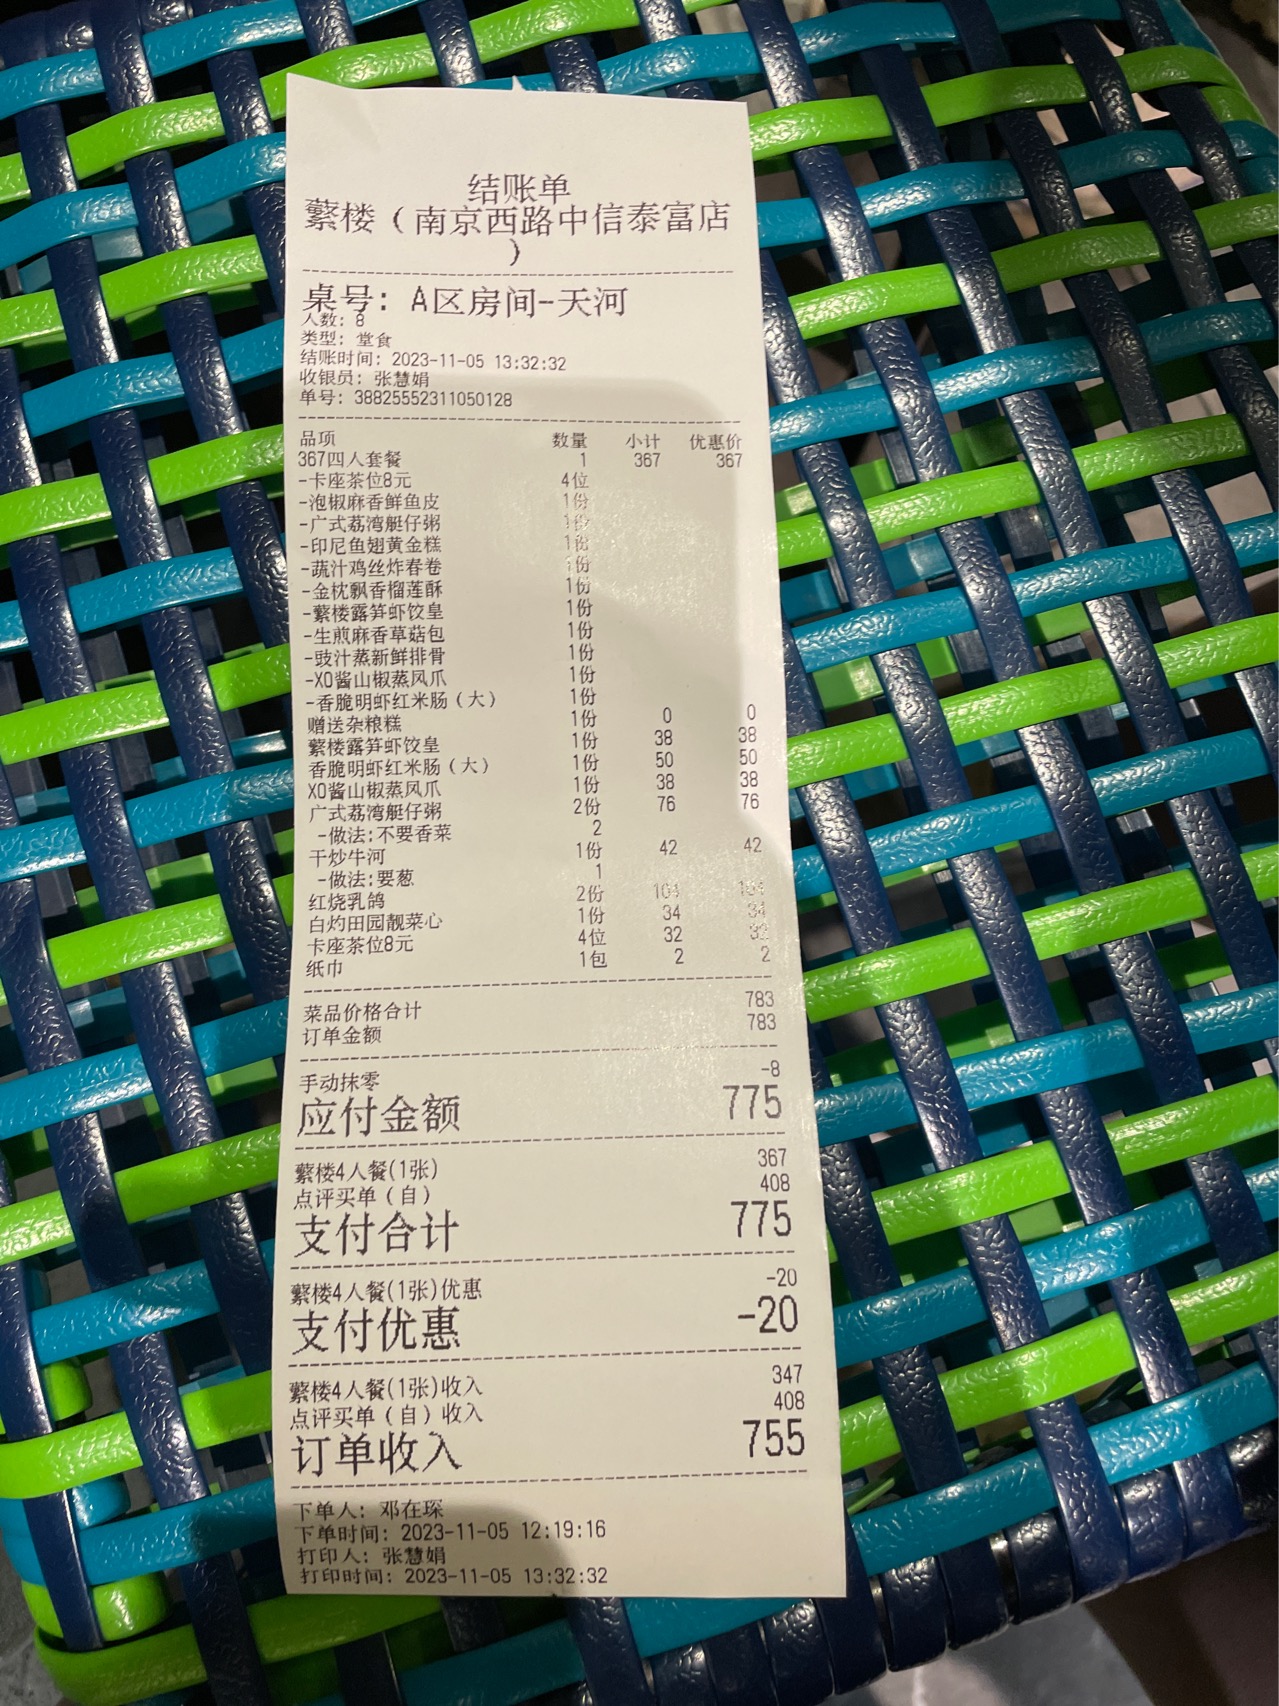 结账单
蘩楼（南京西路中信泰富店
）
桌号: A区房间-天河
人数: 8
类型: 堂食
结账时间: 2023-11-05 13:32:32
收银员: 张慧娟
单号: 38825552311050128
品项 数量 小计 优惠价
367四人套餐 1 367 367
-卡座茶位8元 4位
-泡椒麻香鲜鱼皮 1份
-广式荔湾艇仔粥 1份
-印尼鱼翅黄金糕 1份
-蔬汁鸡丝炸春卷 1份
-金枕飘香榴莲酥 1份
-蘩楼露笋虾饺皇 1份
-生煎麻香草菇包 1份
-豉汁蒸新鲜排骨 1份
-XO酱山椒蒸凤爪 1份
-香脆明虾红米肠（大） 1份
赠送杂粮糕 1份 0 0
蘩楼露笋虾饺皇 1份 38 38
香脆明虾红米肠（大） 1份 50 50
XO酱山椒蒸凤爪 1份 38 38
广式荔湾艇仔粥 2份 76 76
-做法:不要香菜 2
干炒牛河 1份 42 42
-做法:要葱 1
红烧乳鸽 2份 104 104
白灼田园靓菜心 1份 34 34
卡座茶位8元 4位 32 32
纸巾 1包 2 2
菜品价格合计 783
订单金额 783
手动抹零 -8
应付金额 775
蘩楼4人餐(1张) 367
点评买单（自） 408
支付合计 775
蘩楼4人餐(1张)优惠 -20
支付优惠 -20
蘩楼4人餐(1张)收入 347
点评买单（自）收入 408
订单收入 755
下单人: 邓在琛
下单时间: 2023-11-05 12:19:16
打印人: 张慧娟
打印时间: 2023-11-05 13:32:32